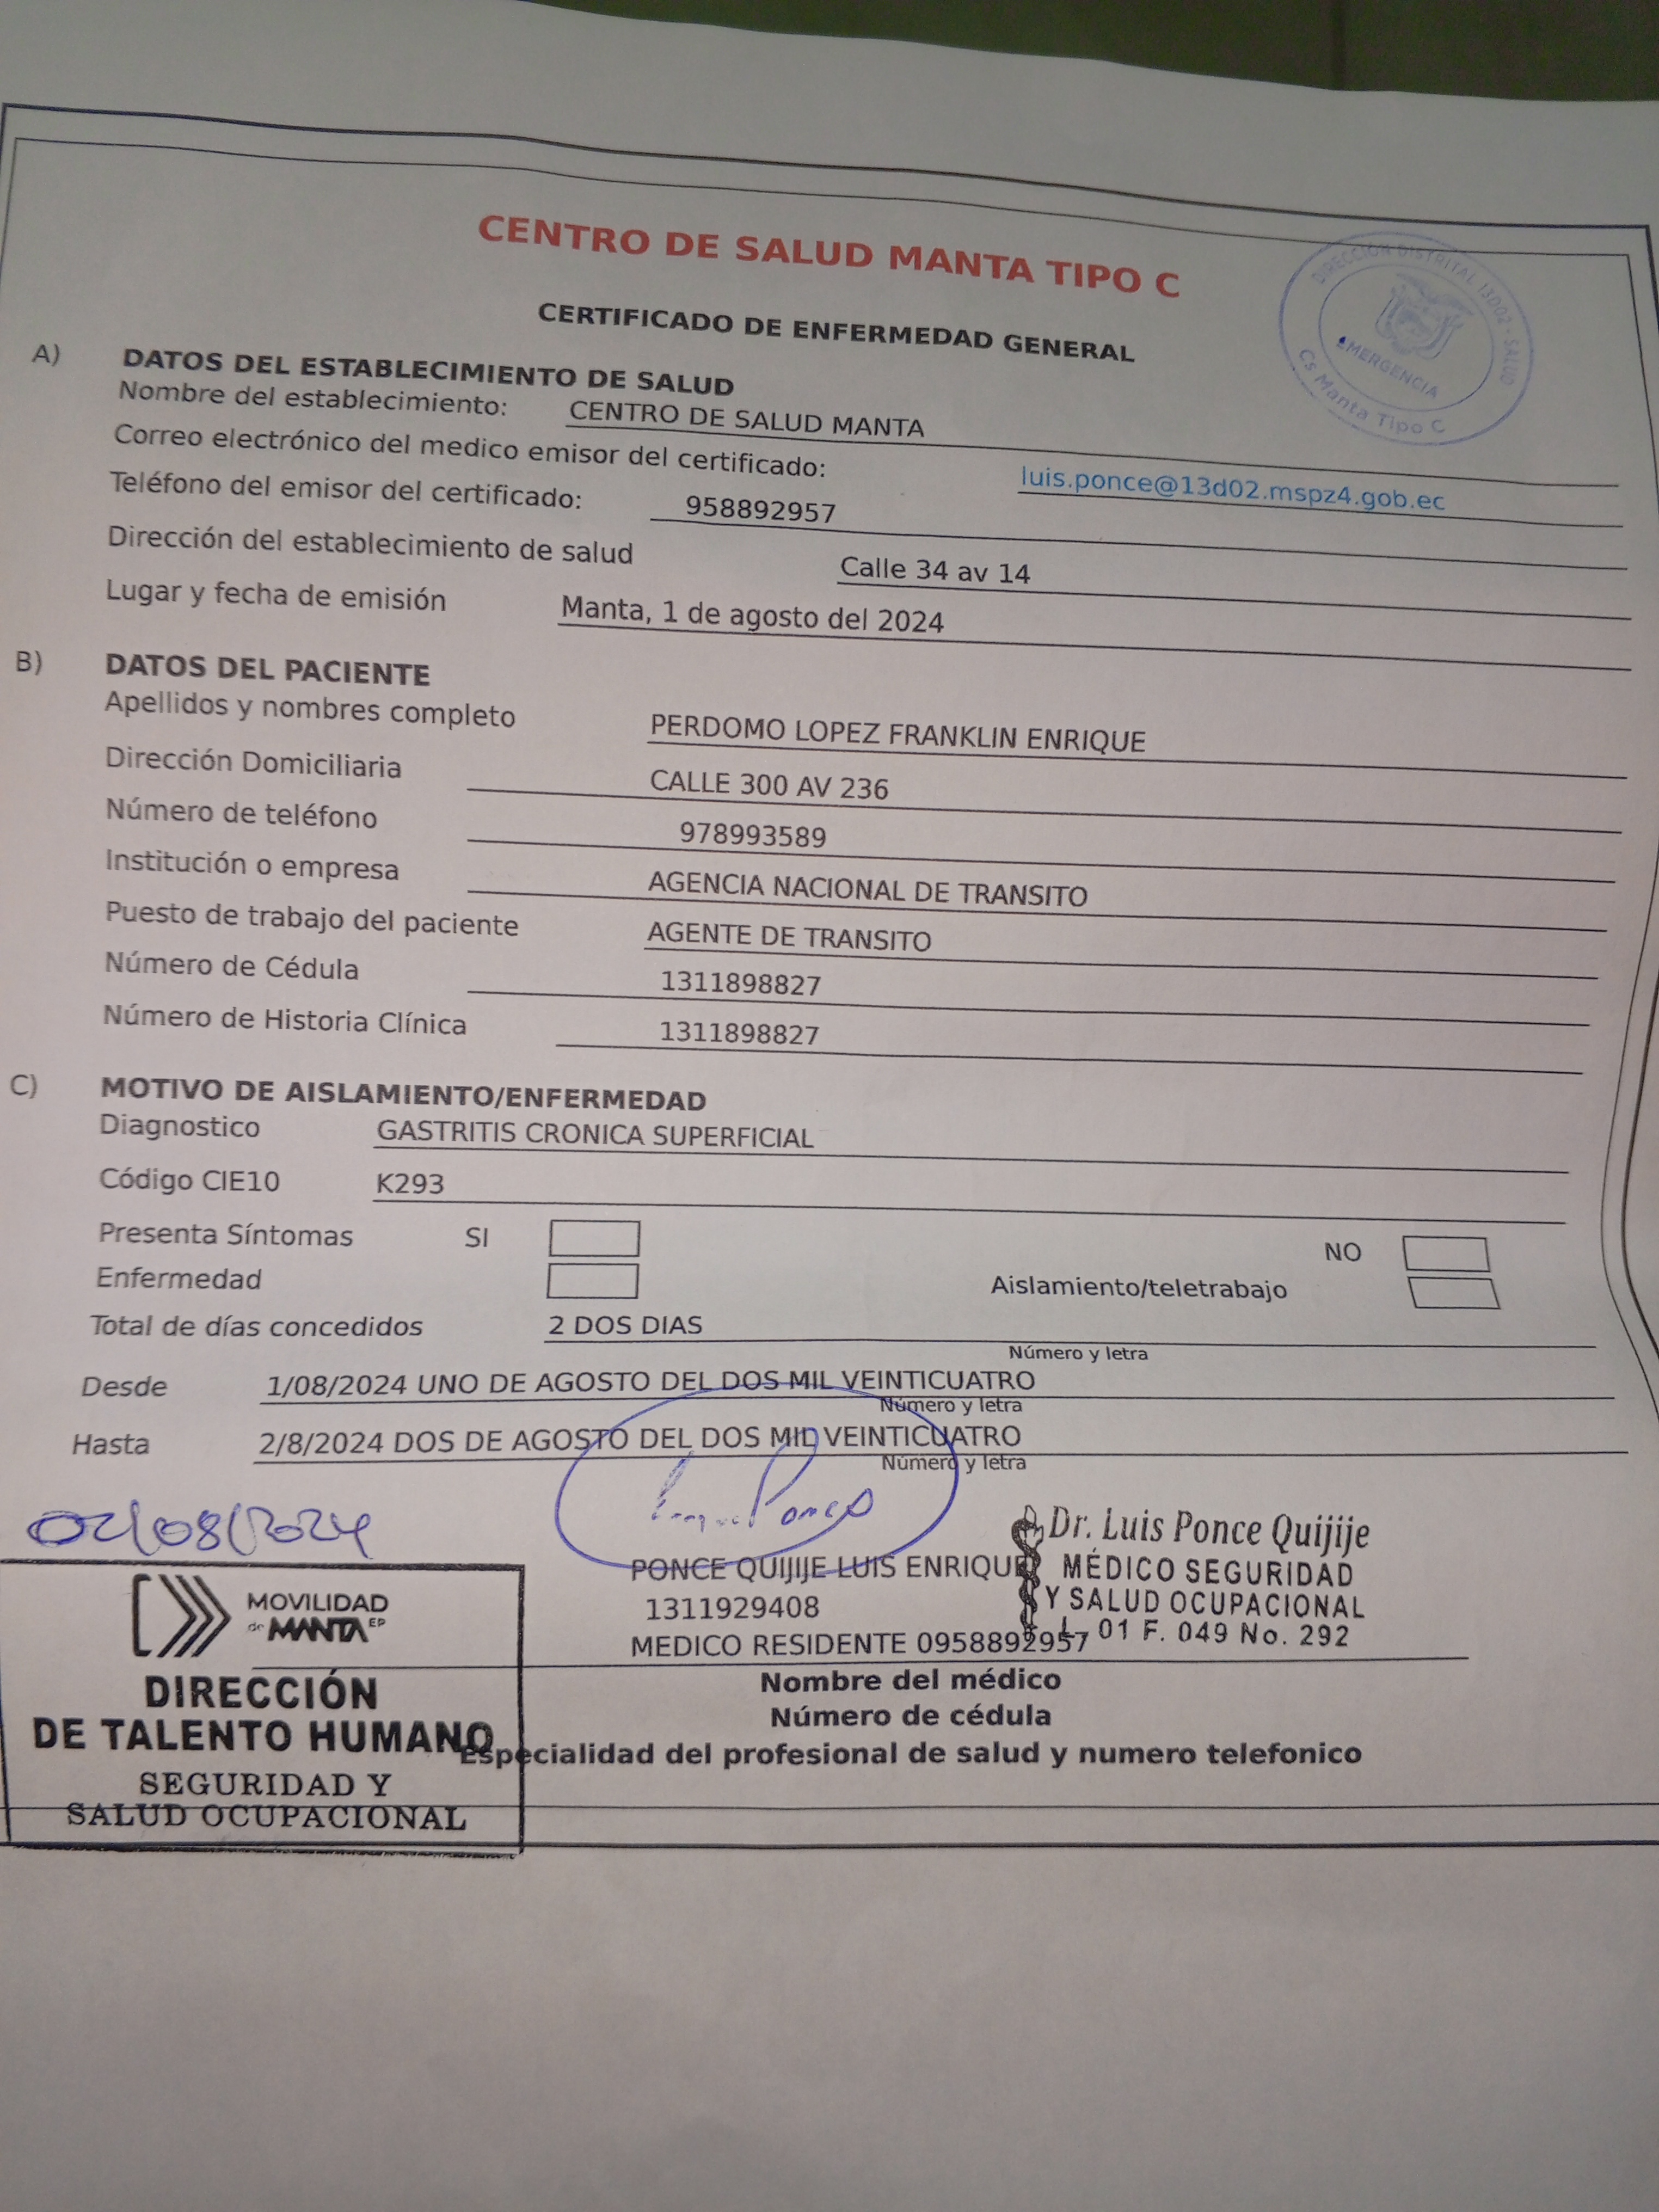 CENTRO DE SALUD MANTA TIPO C
DIRECCIÓN DISTRITAL 13D02 - SALUD
EMERGENCIA
Cs Manta Tipo C
CERTIFICADO DE ENFERMEDAD GENERAL
A) DATOS DEL ESTABLECIMIENTO DE SALUD
Nombre del establecimiento: CENTRO DE SALUD MANTA
Correo electrónico del medico emisor del certificado: luis.ponce@13d02.mspz4.gob.ec
Teléfono del emisor del certificado: 958892957
Dirección del establecimiento de salud Calle 34 av 14
Lugar y fecha de emisión Manta, 1 de agosto del 2024
B) DATOS DEL PACIENTE
Apellidos y nombres completo PERDOMO LOPEZ FRANKLIN ENRIQUE
Dirección Domiciliaria CALLE 300 AV 236
Número de teléfono 978993589
Institución o empresa AGENCIA NACIONAL DE TRANSITO
Puesto de trabajo del paciente AGENTE DE TRANSITO
Número de Cédula 1311898827
Número de Historia Clínica 1311898827
C) MOTIVO DE AISLAMIENTO/ENFERMEDAD
Diagnostico GASTRITIS CRONICA SUPERFICIAL
Código CIE10 K293
Presenta Síntomas SI NO
Enfermedad Aislamiento/teletrabajo
Total de días concedidos 2 DOS DIAS
Número y letra
Desde 1/08/2024 UNO DE AGOSTO DEL DOS MIL VEINTICUATRO
Número y letra
Hasta 2/8/2024 DOS DE AGOSTO DEL DOS MIL VEINTICUATRO
Número y letra
02/08/2024
Ponce
Dr. Luis Ponce Quijije
MÉDICO SEGURIDAD
Y SALUD OCUPACIONAL
L 01 F. 049 No. 292
PONCE QUIJIJE LUIS ENRIQUE
1311929408
MEDICO RESIDENTE 0958892957
Nombre del médico
Número de cédula
Especialidad del profesional de salud y numero telefonico
MOVILIDAD
de MANTA EP
DIRECCIÓN
DE TALENTO HUMANO
SEGURIDAD Y
SALUD OCUPACIONAL